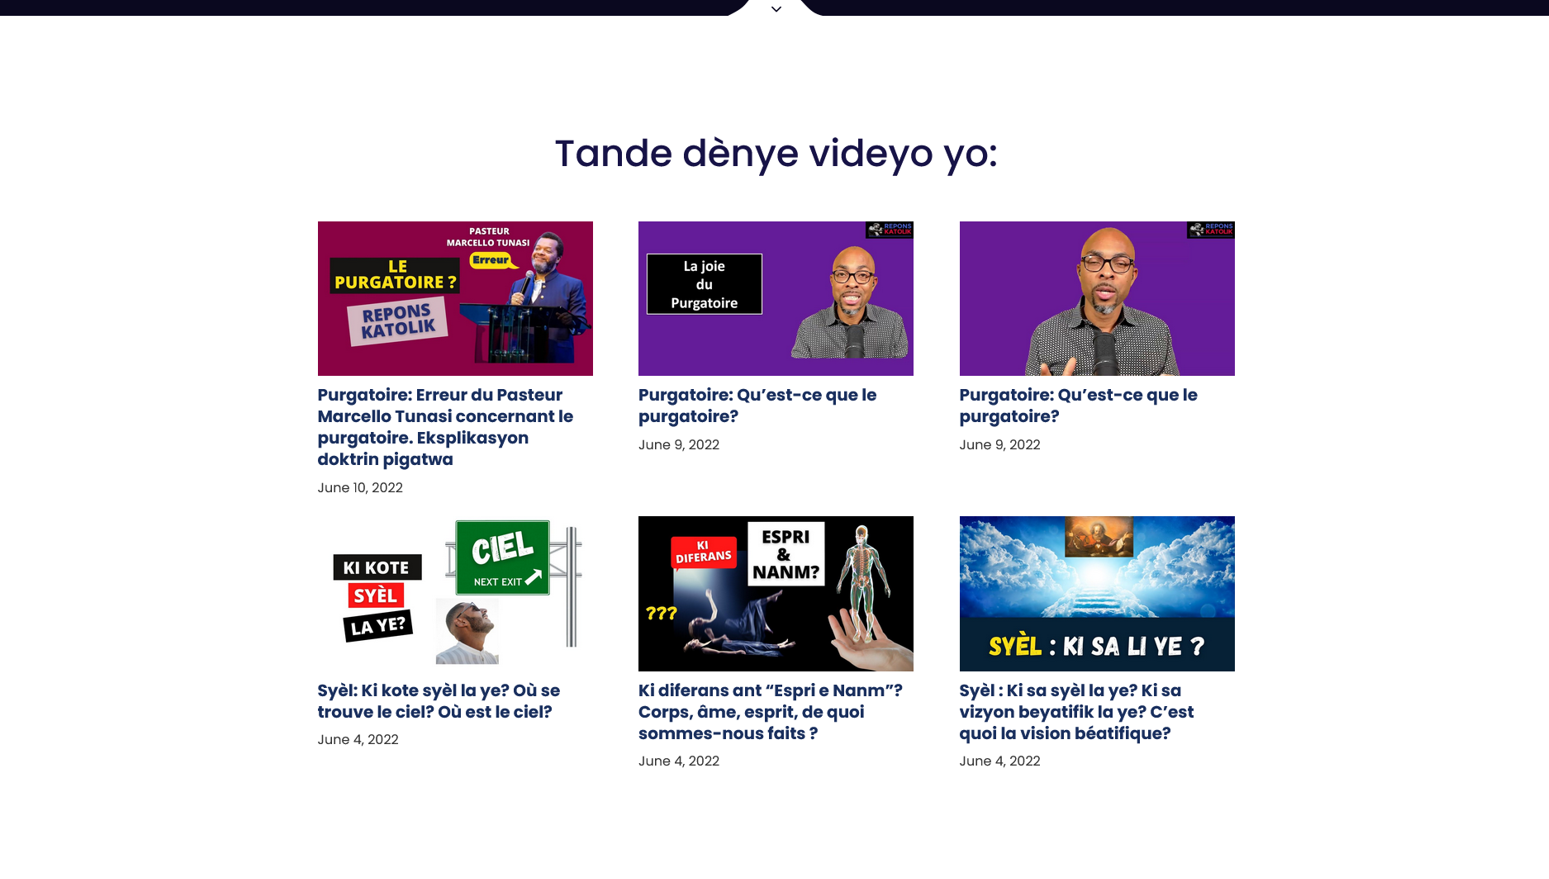 Tande dènye videyo yo:
PASTEUR
MARCELLO TUNASI
Erreur
LE
PURGATOIRE ?
REPONS
KATOLIK
Purgatoire: Erreur du Pasteur
Marcello Tunasi concernant le
purgatoire. Eksplikasyon
doktrin pigatwa
June 10, 2022
REPONS
KATOLIK
La joie
du
Purgatoire
Purgatoire: Qu’est-ce que le
purgatoire?
June 9, 2022
REPONS
KATOLIK
Purgatoire: Qu’est-ce que le
purgatoire?
June 9, 2022
CIEL
NEXT EXIT
KI KOTE
SYÈL
LA YE?
Syèl: Ki kote syèl la ye? Où se
trouve le ciel? Où est le ciel?
June 4, 2022
KI
DIFERANS
ESPRI
&
NANM?
???
Ki diferans ant “Espri e Nanm”?
Corps, âme, esprit, de quoi
sommes-nous faits ?
June 4, 2022
SYÈL : KI SA LI YE ?
Syèl : Ki sa syèl la ye? Ki sa
vizyon beyatifik la ye? C’est
quoi la vision béatifique?
June 4, 2022